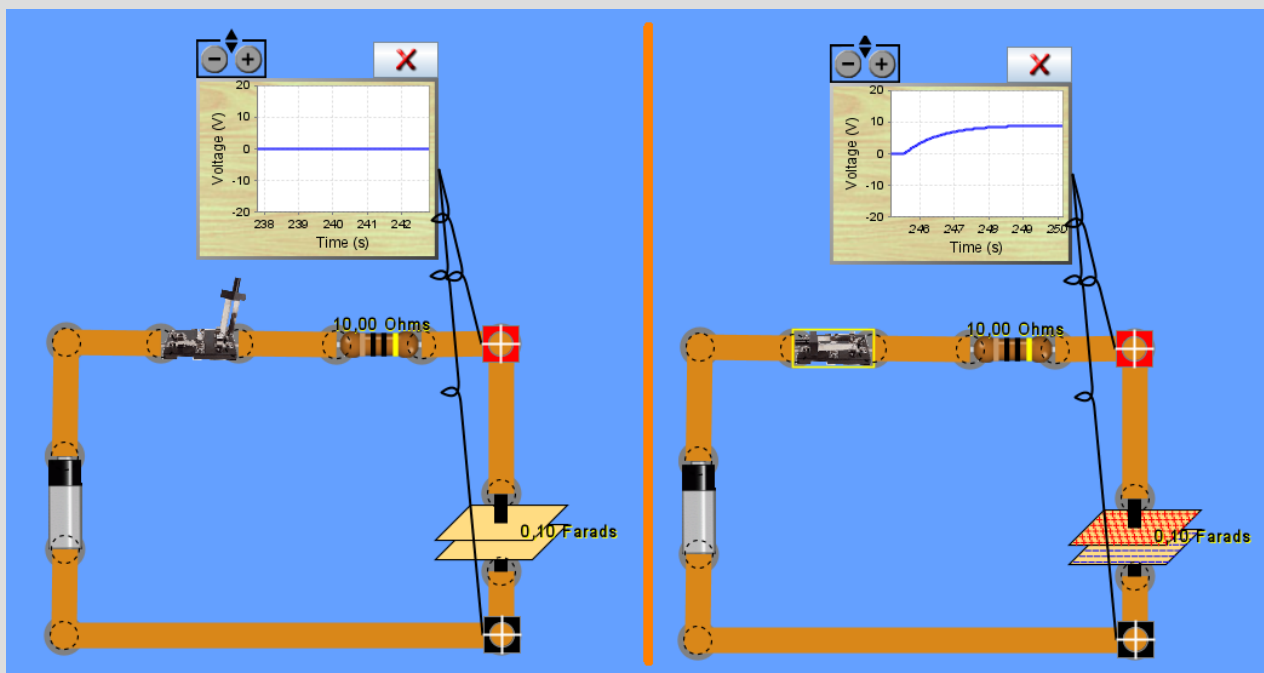 20
10
0
-10
-20
Voltage (V)
238 239 240 241 242
Time (s)
10,00 Ohms
0,10 Farads
20
10
0
-10
-20
Voltage (V)
246 247 248 249 250
Time (s)
10,00 Ohms
0,10 Farads